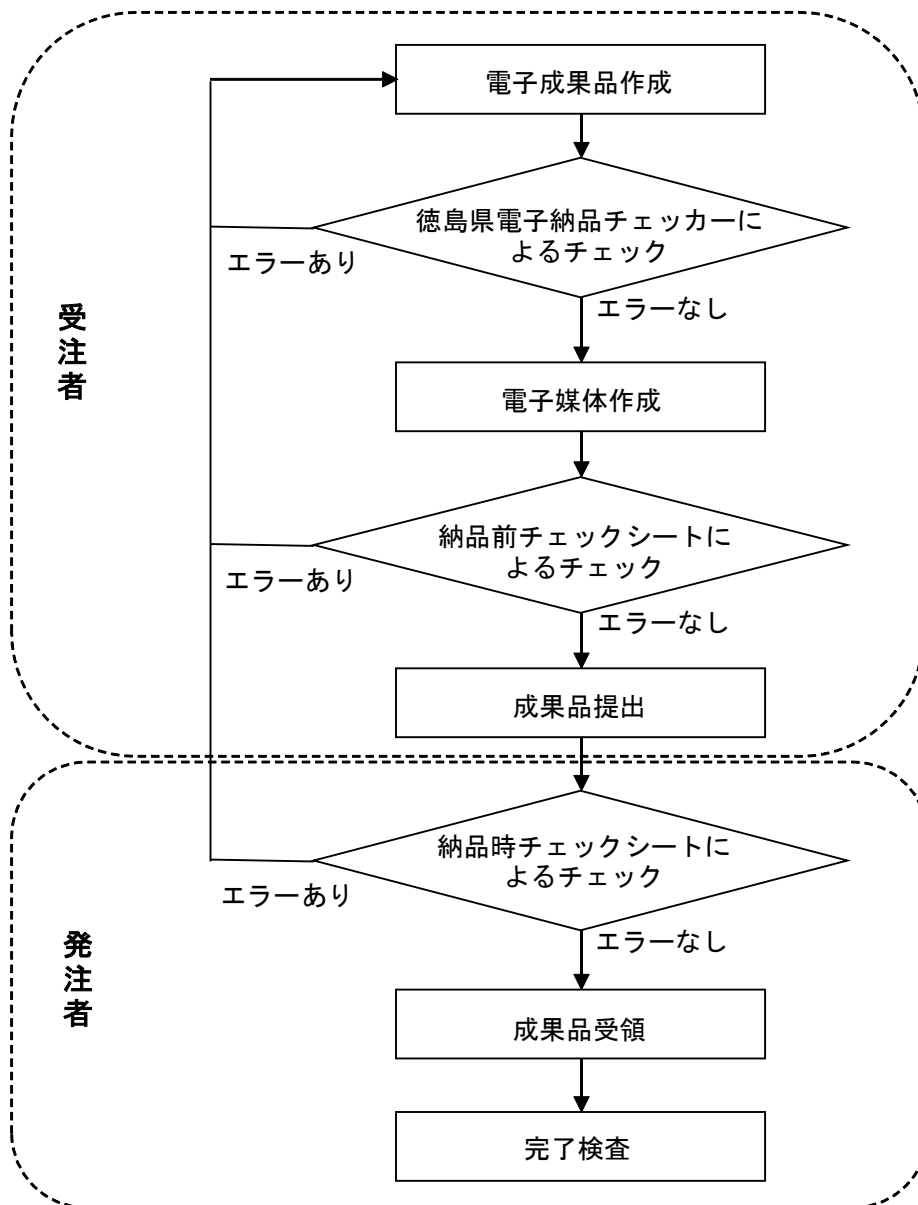 電子成果品作成
徳島県電子納品チェッカーに
よるチェック
エラーあり
エラーなし
受注者
電子媒体作成
納品前チェックシートに
よるチェック
エラーあり
エラーなし
成果品提出
納品時チェックシートに
よるチェック
エラーあり
エラーなし
発注者
成果品受領
完了検査